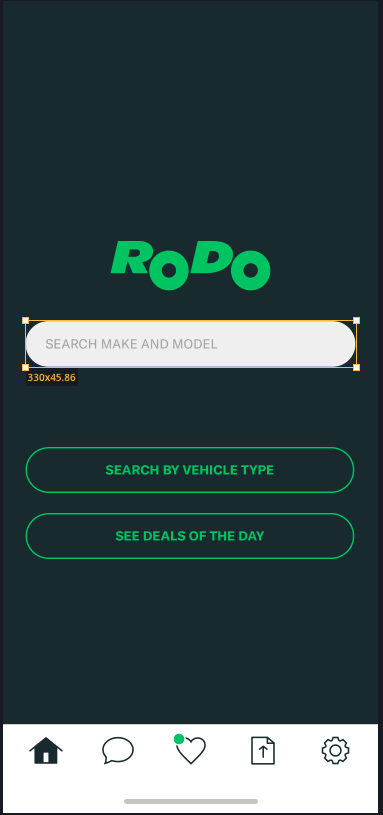 RoDo
SEARCH MAKE AND MODEL
330x45.86
SEARCH BY VEHICLE TYPE
SEE DEALS OF THE DAY